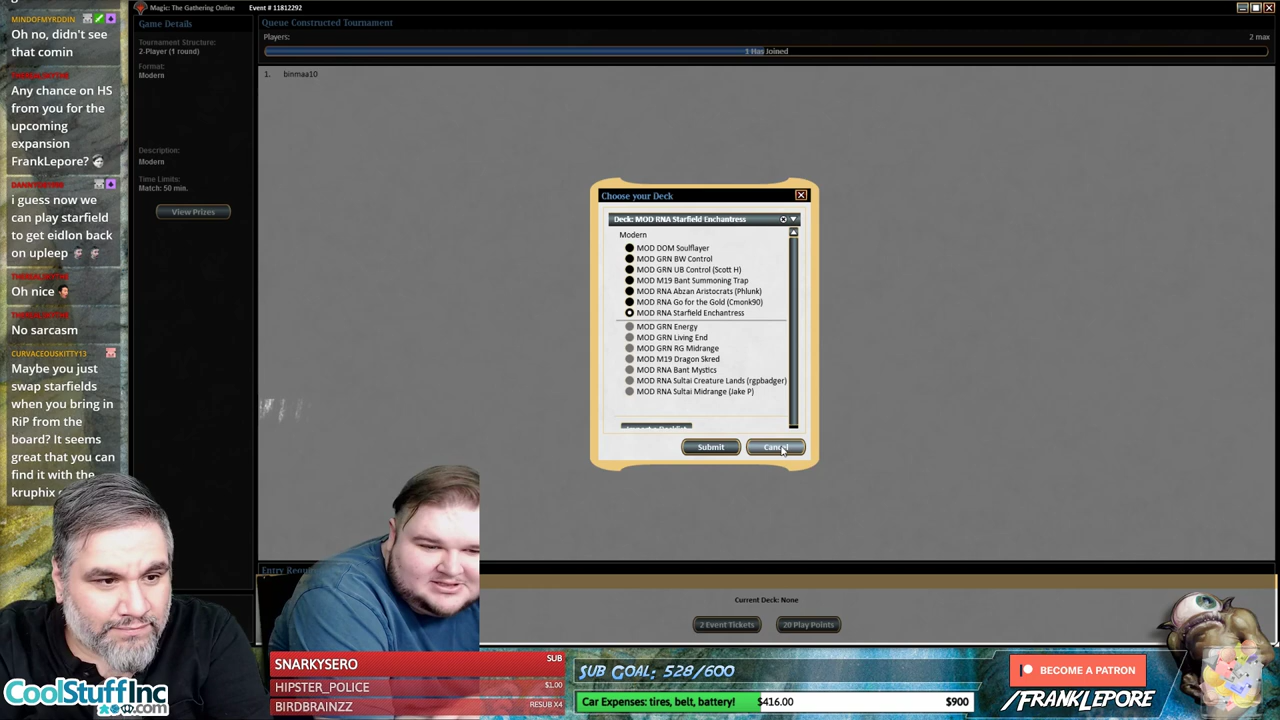 Magic: The Gathering Online Event # 11812292
MINDOFMYRDDIN
Oh no, didn't see
that comin
Any chance on HS
from you for the
upcoming
expansion
FrankLepore?
i guess now we
can play starfield
to get eidlon back
on upleep
Oh nice
No sarcasm
CURVACEOUSKITTY13
Maybe you just
swap starfields
when you bring in
RiP from the
board? It seems
great that you can
find it with the
kruphix
Game Details
Tournament Structure:
2-Player (1 round)
Format:
Modern
Description:
Modern
Time Limits:
Match: 50 min.
View Prizes
Queue Constructed Tournament
Players:
2 max
1 Has Joined
1. binmaa10
Choose your Deck
Deck: MOD RNA Starfield Enchantress
Modern
MOD DOM Soulflayer
MOD GRN BW Control
MOD GRN UB Control (Scott H)
MOD M19 Bant Summoning Trap
MOD RNA Abzan Aristocrats (Phlunk)
MOD RNA Go for the Gold (Cmonk90)
MOD RNA Starfield Enchantress
MOD GRN Energy
MOD GRN Living End
MOD GRN RG Midrange
MOD M19 Dragon Skred
MOD RNA Bant Mystics
MOD RNA Sultai Creature Lands (rgpbadger)
MOD RNA Sultai Midrange (Jake P)
Import a Decklist
Submit
Cancel
Entry Req
Current Deck: None
2 Event Tickets
20 Play Points
SNARKYSERO SUB
HIPSTER_POLICE $1.00
BIRDBRAINZZ RESUB X4
SUB GOAL: 528/600
Car Expenses: tires, belt, battery! $416.00 $900
BECOME A PATRON
/FRANKLEPORE
CoolStuffInc
.com